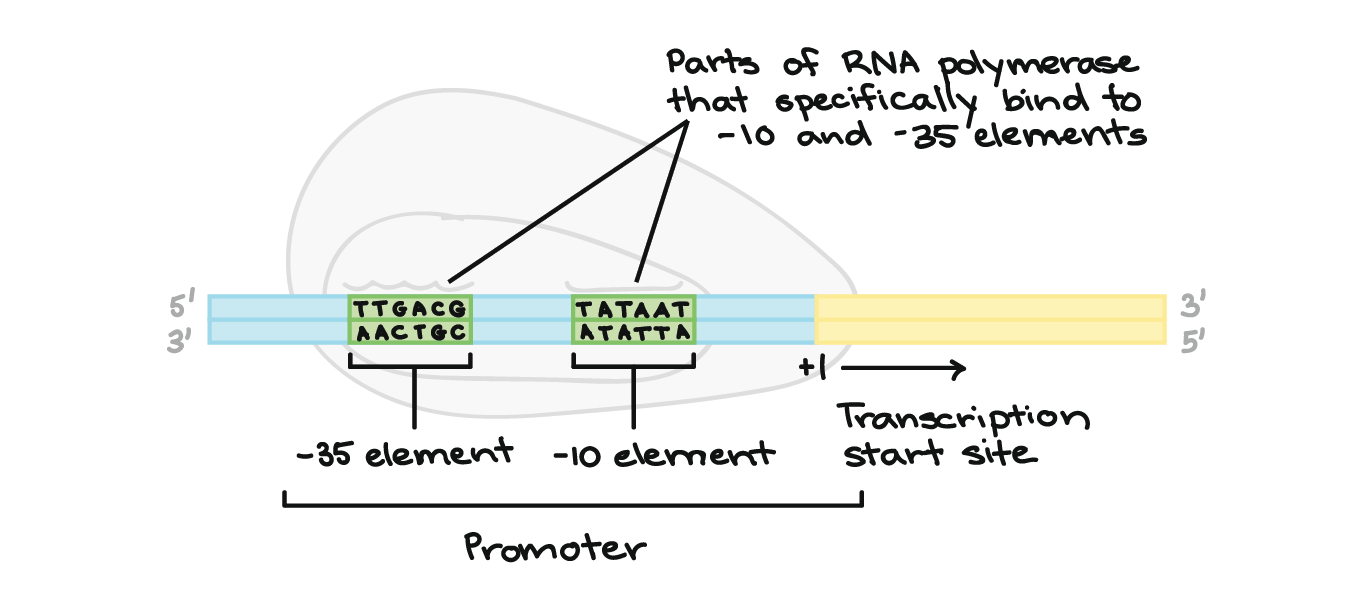 Parts of RNA polymerase
that specifically bind to
-10 and -35 elements
5' 3'
TTGACG TATAAT
AACTGC ATATTA
3' 5'
+1
Transcription
start site
-35 element -10 element
Promoter